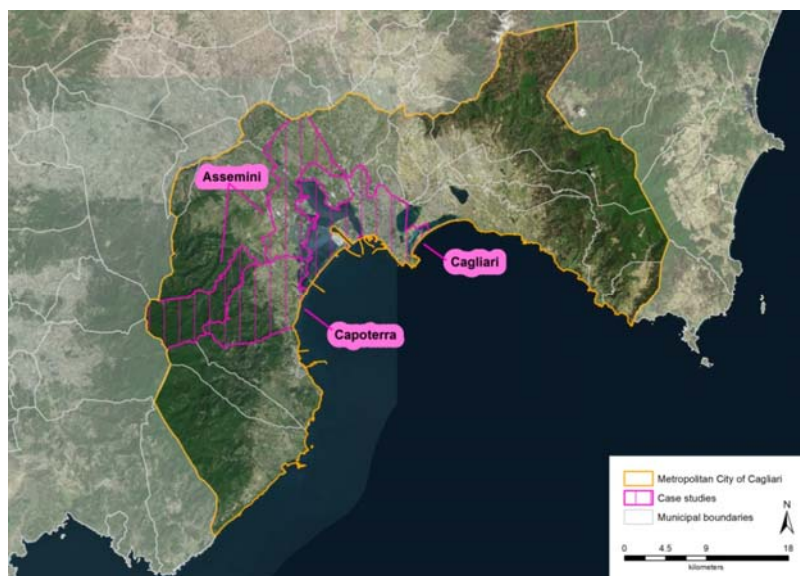 Assemini
Cagliari
Capoterra
Metropolitan City of Cagliari
Case studies
Municipal boundaries
N
0 4.5 9 18
kilometers